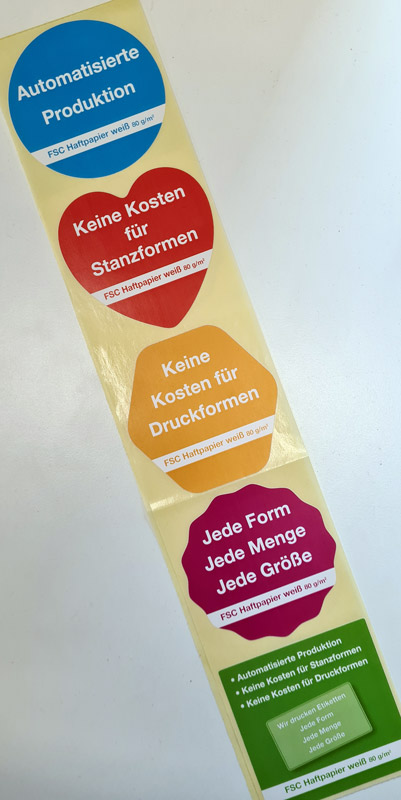 Automatisierte
Produktion
FSC Haftpapier weiß 80 g/m²
Keine Kosten
für
Stanzformen
FSC Haftpapier weiß 80 g/m²
Keine
Kosten für
Druckformen
FSC Haftpapier weiß 80 g/m²
Jede Form
Jede Menge
Jede Größe
FSC Haftpapier weiß 80 g/m²
• Automatisierte Produktion
• Keine Kosten für Stanzformen
• Keine Kosten für Druckformen
Wir drucken Etiketten
Jede Form
Jede Menge
Jede Größe
FSC Haftpapier weiß 80 g/m²